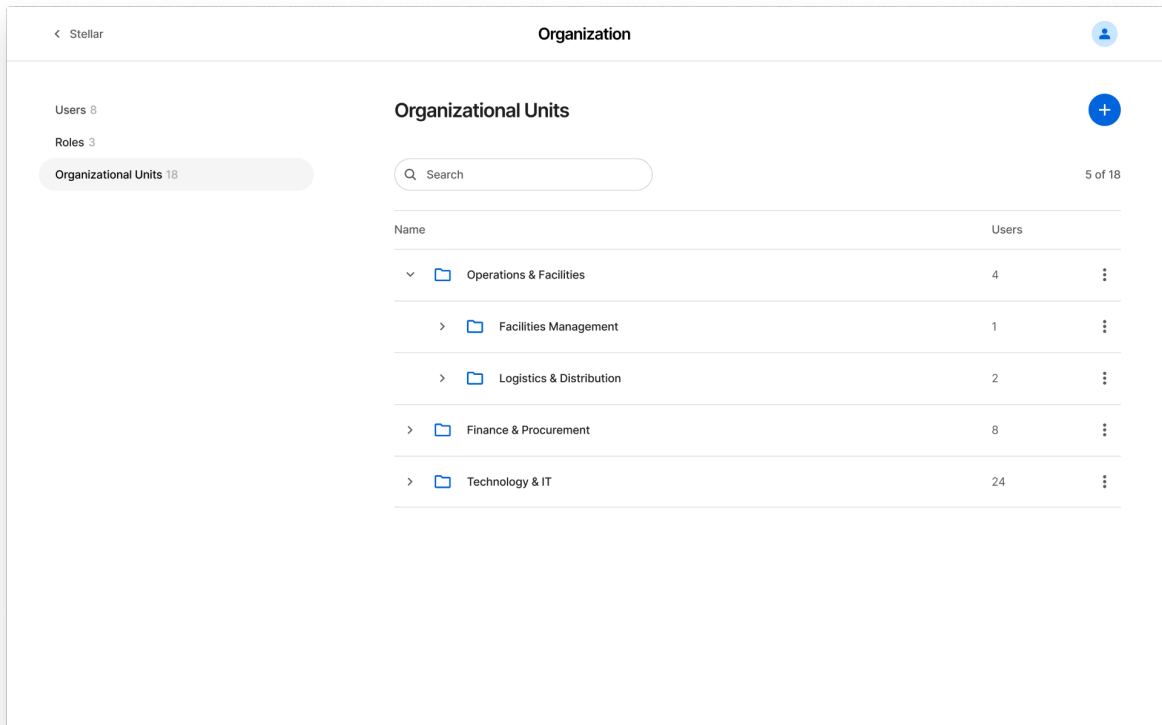 Stellar
Organization
Users 8
Roles 3
Organizational Units 18
Organizational Units
Search
5 of 18
Name Users
Operations & Facilities 4
Facilities Management 1
Logistics & Distribution 2
Finance & Procurement 8
Technology & IT 24